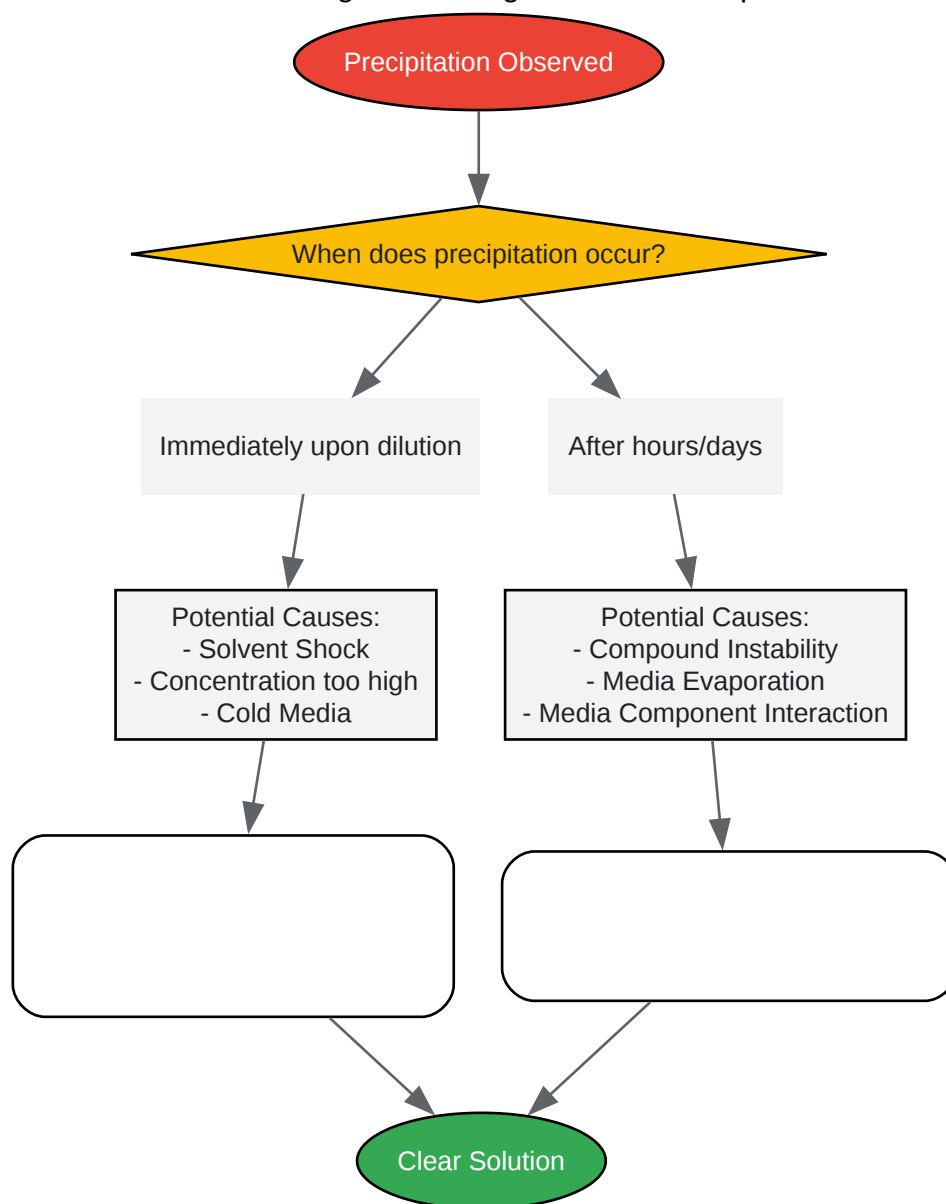 Precipitation Observed
When does precipitation occur?
Immediately upon dilution
After hours/days
Potential Causes:
- Solvent Shock
- Concentration too high
- Cold Media
Potential Causes:
- Compound Instability
- Media Evaporation
- Media Component Interaction
Clear Solution